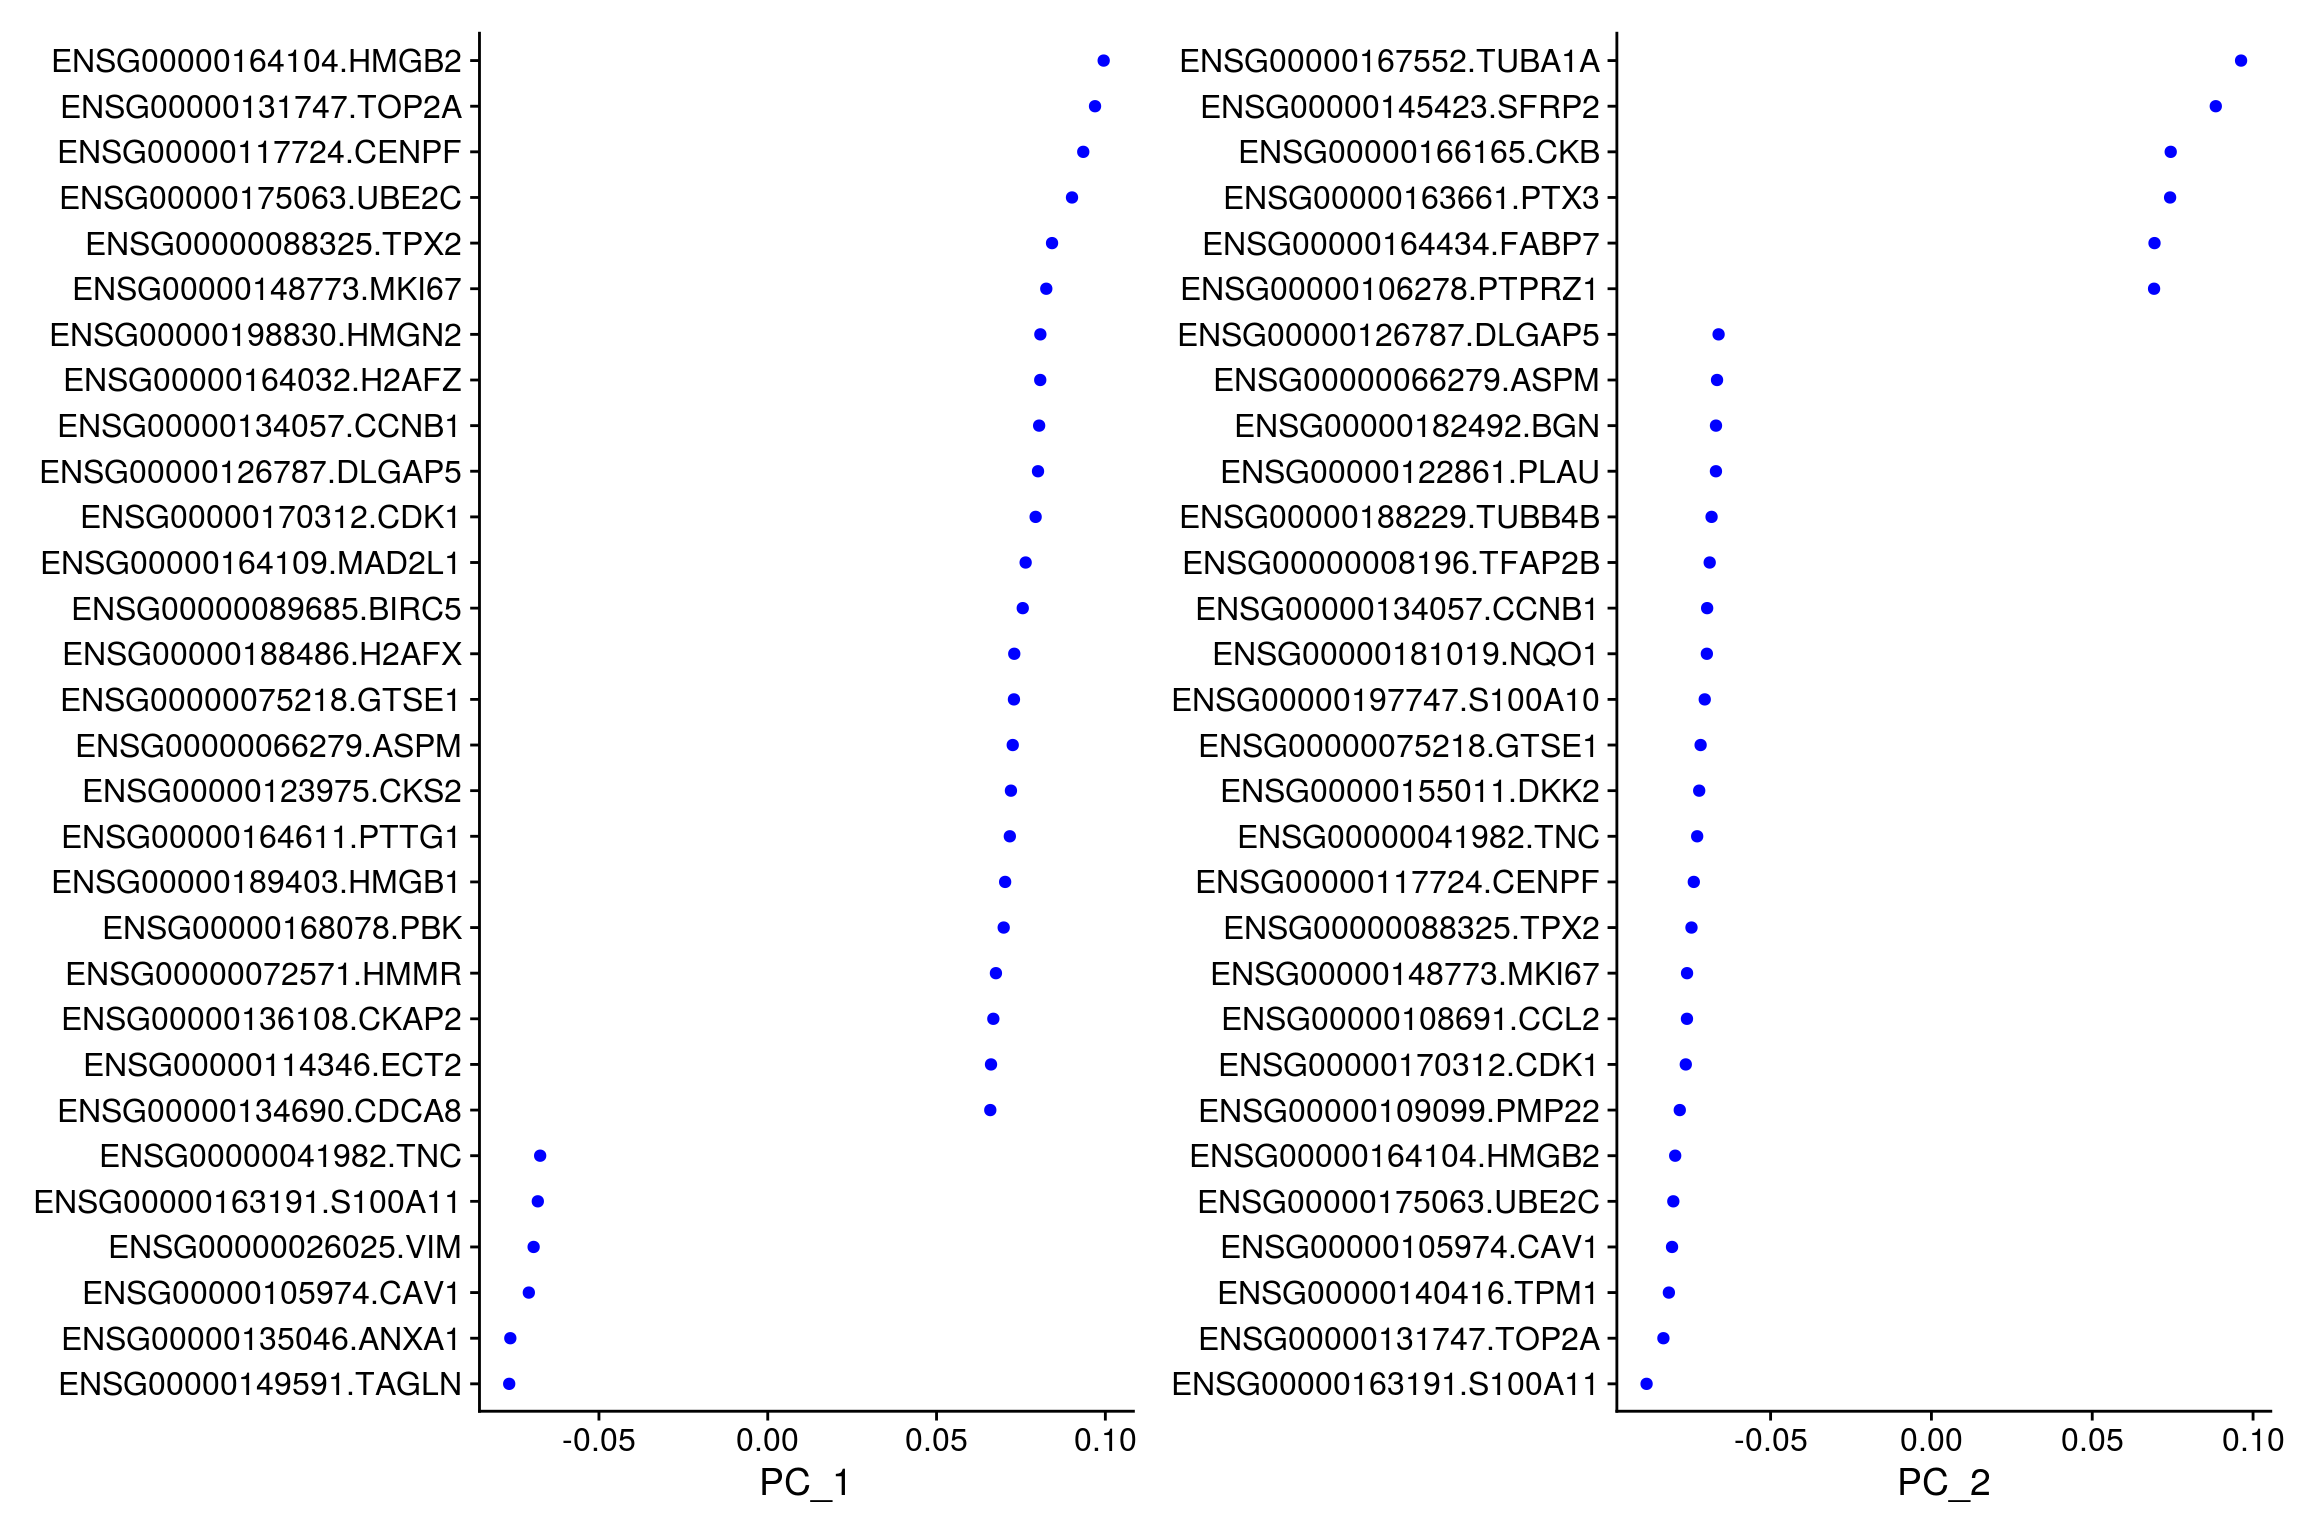 ENSG00000164104.HMGB2
ENSG00000131747.TOP2A
ENSG00000117724.CENPF
ENSG00000175063.UBE2C
ENSG00000088325.TPX2
ENSG00000148773.MKI67
ENSG00000198830.HMGN2
ENSG00000164032.H2AFZ
ENSG00000134057.CCNB1
ENSG00000126787.DLGAP5
ENSG00000170312.CDK1
ENSG00000164109.MAD2L1
ENSG00000089685.BIRC5
ENSG00000188486.H2AFX
ENSG00000075218.GTSE1
ENSG00000066279.ASPM
ENSG00000123975.CKS2
ENSG00000164611.PTTG1
ENSG00000189403.HMGB1
ENSG00000168078.PBK
ENSG00000072571.HMMR
ENSG00000136108.CKAP2
ENSG00000114346.ECT2
ENSG00000134690.CDCA8
ENSG00000041982.TNC
ENSG00000163191.S100A11
ENSG00000026025.VIM
ENSG00000105974.CAV1
ENSG00000135046.ANXA1
ENSG00000149591.TAGLN
-0.05 0.00 0.05 0.10
PC_1
ENSG00000167552.TUBA1A
ENSG00000145423.SFRP2
ENSG00000166165.CKB
ENSG00000163661.PTX3
ENSG00000164434.FABP7
ENSG00000106278.PTPRZ1
ENSG00000126787.DLGAP5
ENSG00000066279.ASPM
ENSG00000182492.BGN
ENSG00000122861.PLAU
ENSG00000188229.TUBB4B
ENSG00000008196.TFAP2B
ENSG00000134057.CCNB1
ENSG00000181019.NQO1
ENSG00000197747.S100A10
ENSG00000075218.GTSE1
ENSG00000155011.DKK2
ENSG00000041982.TNC
ENSG00000117724.CENPF
ENSG00000088325.TPX2
ENSG00000148773.MKI67
ENSG00000108691.CCL2
ENSG00000170312.CDK1
ENSG00000109099.PMP22
ENSG00000164104.HMGB2
ENSG00000175063.UBE2C
ENSG00000105974.CAV1
ENSG00000140416.TPM1
ENSG00000131747.TOP2A
ENSG00000163191.S100A11
-0.05 0.00 0.05 0.10
PC_2